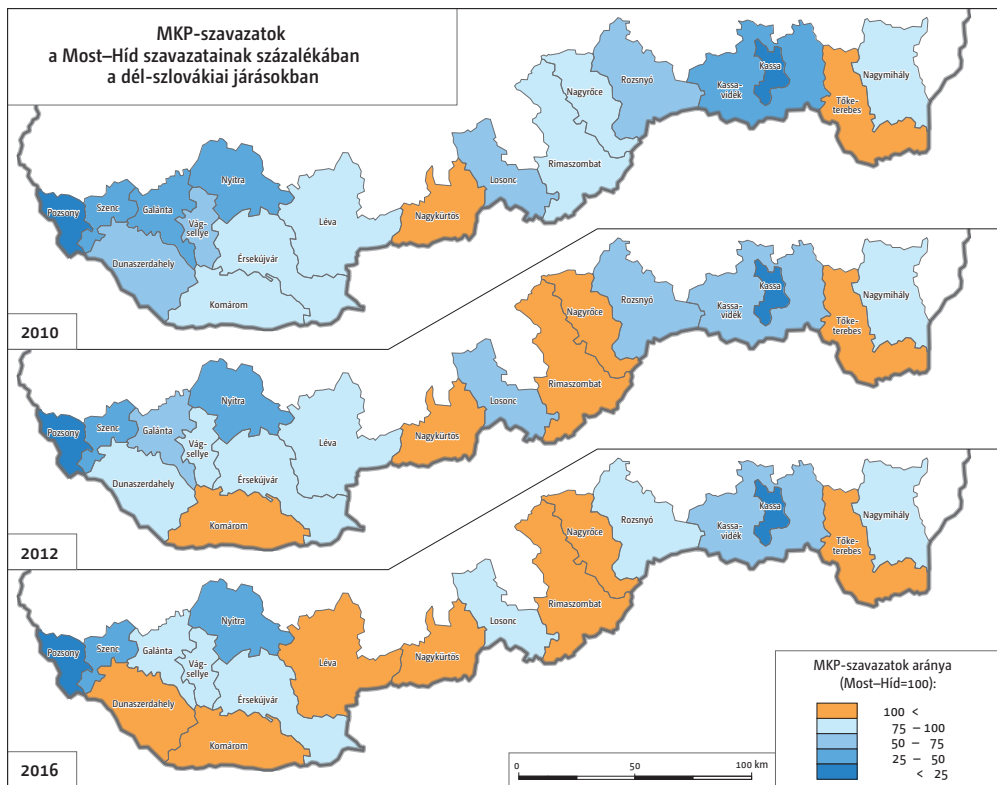 MKP-szavazatok
a Most–Híd szavazatainak százalékában
a dél-szlovákiai járásokban
Pozsony
Szenc
Galánta
Nyitra
Vág-
sellye
Dunaszerdahely
Érsekújvár
Komárom
Léva
Nagykürtös
Losonc
Rimaszombat
Nagyrőce
Rozsnyó
Kassa-
vidék
Kassa
Tőke-
terebes
Nagymihály
2010
Pozsony
Szenc
Galánta
Nyitra
Vág-
sellye
Dunaszerdahely
Érsekújvár
Komárom
Léva
Nagykürtös
Losonc
Rimaszombat
Nagyrőce
Rozsnyó
Kassa-
vidék
Kassa
Tőke-
terebes
Nagymihály
2012
Pozsony
Szenc
Galánta
Nyitra
Vág-
sellye
Dunaszerdahely
Érsekújvár
Komárom
Léva
Nagykürtös
Losonc
Rimaszombat
Nagyrőce
Rozsnyó
Kassa-
vidék
Kassa
Tőke-
terebes
Nagymihály
2016
0 50 100 km
MKP-szavazatok aránya
(Most–Híd=100):
100 <
75 – 100
50 – 75
25 – 50
< 25